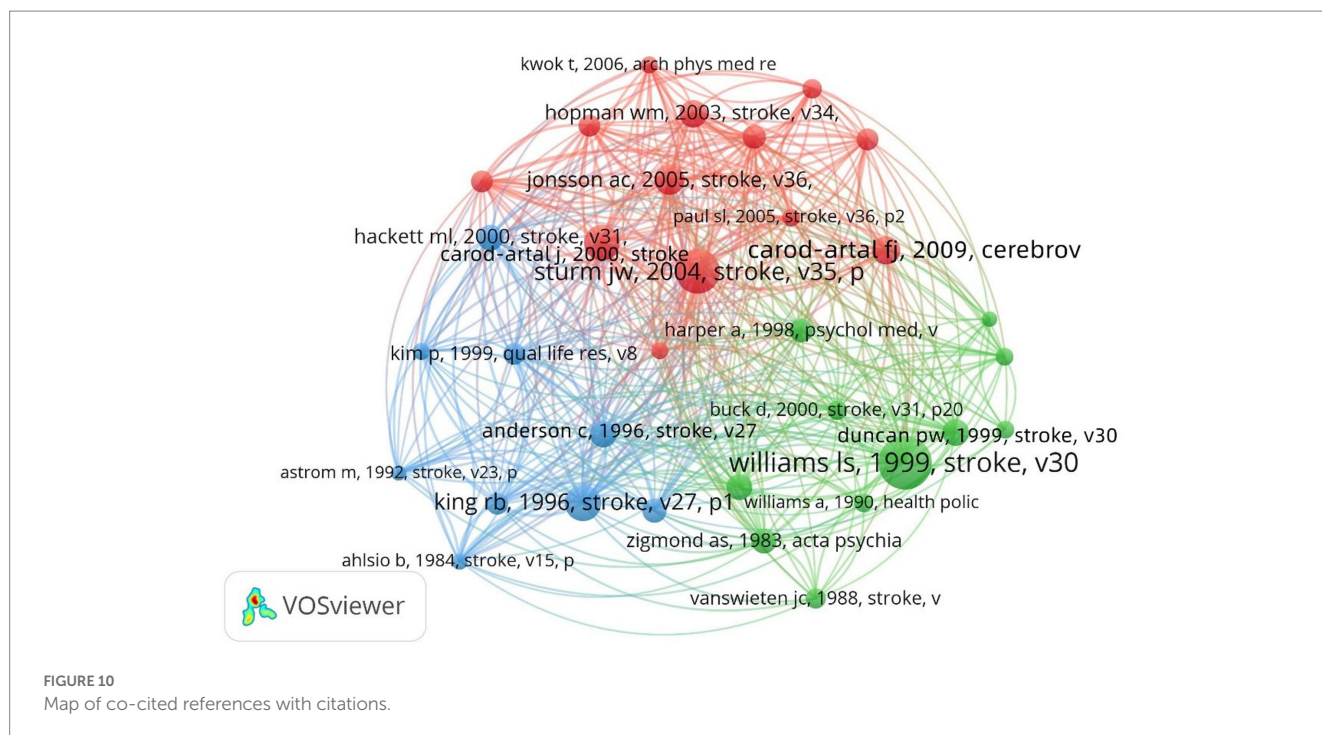 kwok t, 2006, arch phys med re
hopman wm, 2003, stroke, v34,
jonsson ac, 2005, stroke, v36,
paul sl, 2005, stroke, v36, p2
hackett ml, 2000, stroke, v31,
carod-artal j, 2000, stroke
carod-artal fj, 2009, cerebrov
sturm jw, 2004, stroke, v35, p
harper a, 1998, psychol med, v
kim p, 1999, qual life res, v8
buck d, 2000, stroke, v31, p20
anderson c, 1996, stroke, v27
duncan pw, 1999, stroke, v30
williams ls, 1999, stroke, v30
astrom m, 1992, stroke, v23, p
king rb, 1996, stroke, v27, p1
williams a, 1990, health polic
zigmond as, 1983, acta psychia
ahlsio b, 1984, stroke, v15, p
vanswieten jc, 1988, stroke, v
VOSviewer
FIGURE 10
Map of co-cited references with citations.